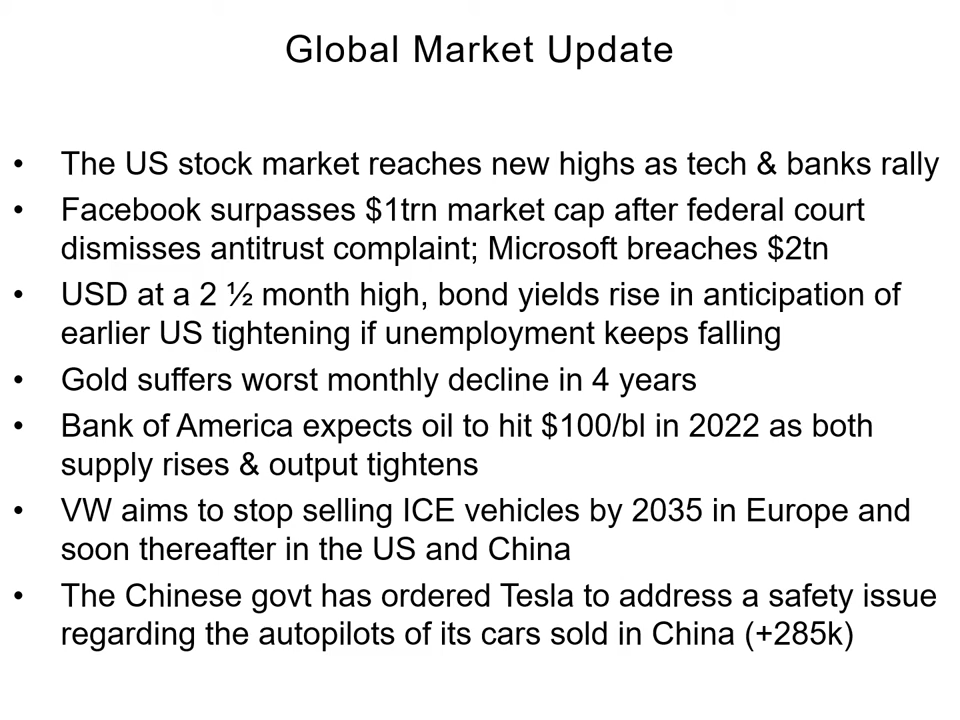 Global Market Update
• The US stock market reaches new highs as tech & banks rally
• Facebook surpasses $1trn market cap after federal court
dismisses antitrust complaint; Microsoft breaches $2tn
• USD at a 2 ½ month high, bond yields rise in anticipation of
earlier US tightening if unemployment keeps falling
• Gold suffers worst monthly decline in 4 years
• Bank of America expects oil to hit $100/bl in 2022 as both
supply rises & output tightens
• VW aims to stop selling ICE vehicles by 2035 in Europe and
soon thereafter in the US and China
• The Chinese govt has ordered Tesla to address a safety issue
regarding the autopilots of its cars sold in China (+285k)